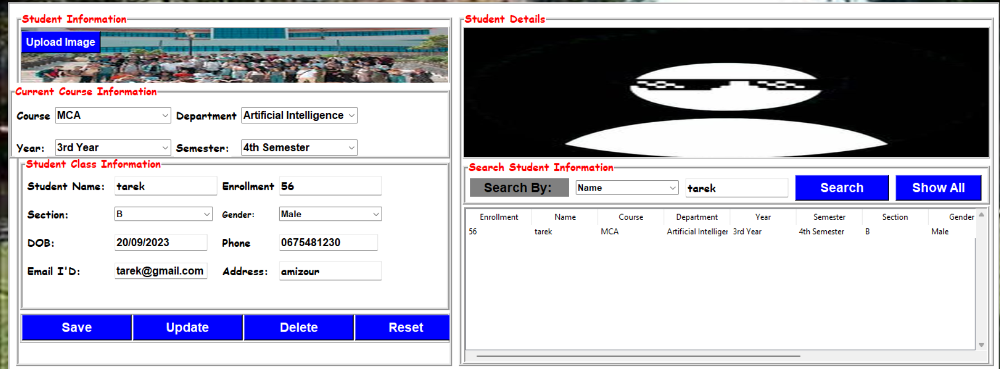 Student Information
Upload Image
Current Course Information
Course MCA Department Artificial Intelligence
Year: 3rd Year Semester: 4th Semester
Student Class Information
Student Name: tarek Enrollment 56
Section: B Gender: Male
DOB: 20/09/2023 Phone 0675481230
Email I'D: tarek@gmail.com Address: amizour
Save Update Delete Reset
Student Details
Search Student Information
Search By: Name tarek Search Show All
Enrollment Name Course Department Year Semester Section Gender
56 tarek MCA Artificial Intelliger 3rd Year 4th Semester B Male